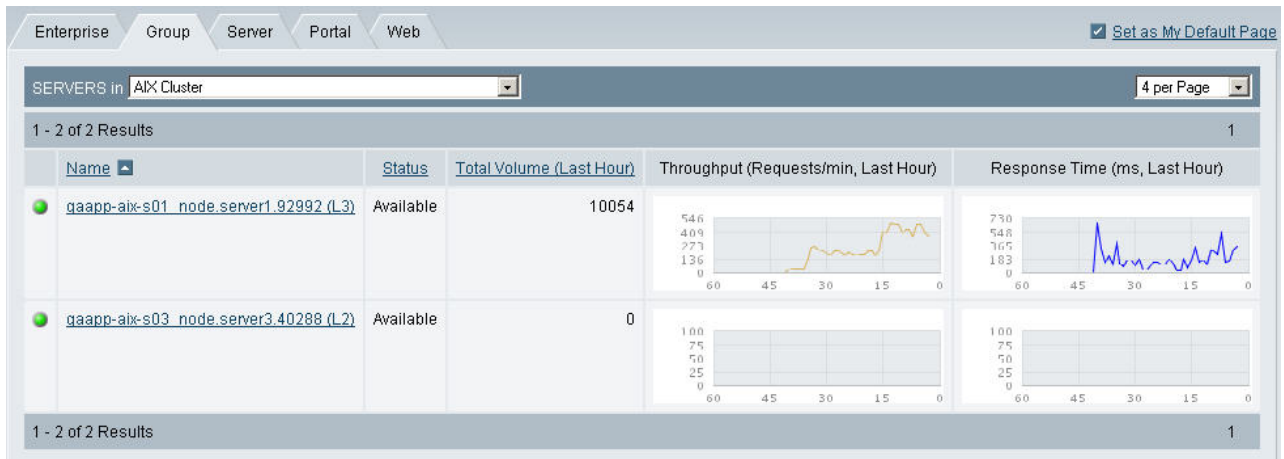 Enterprise Group Server Portal Web Set as My Default Page
SERVERS in AIX Cluster 4 per Page
1 - 2 of 2 Results 1
Name Status Total Volume (Last Hour) Throughput (Requests/min, Last Hour) Response Time (ms, Last Hour)
qaapp-aix-s01_node.server1.92992 (L3) Available 10054
546
409
273
136
0
60 45 30 15 0
730
548
365
183
0
60 45 30 15 0
qaapp-aix-s03_node.server3.40288 (L2) Available 0
100
75
50
25
0
60 45 30 15 0
100
75
50
25
0
60 45 30 15 0
1 - 2 of 2 Results 1